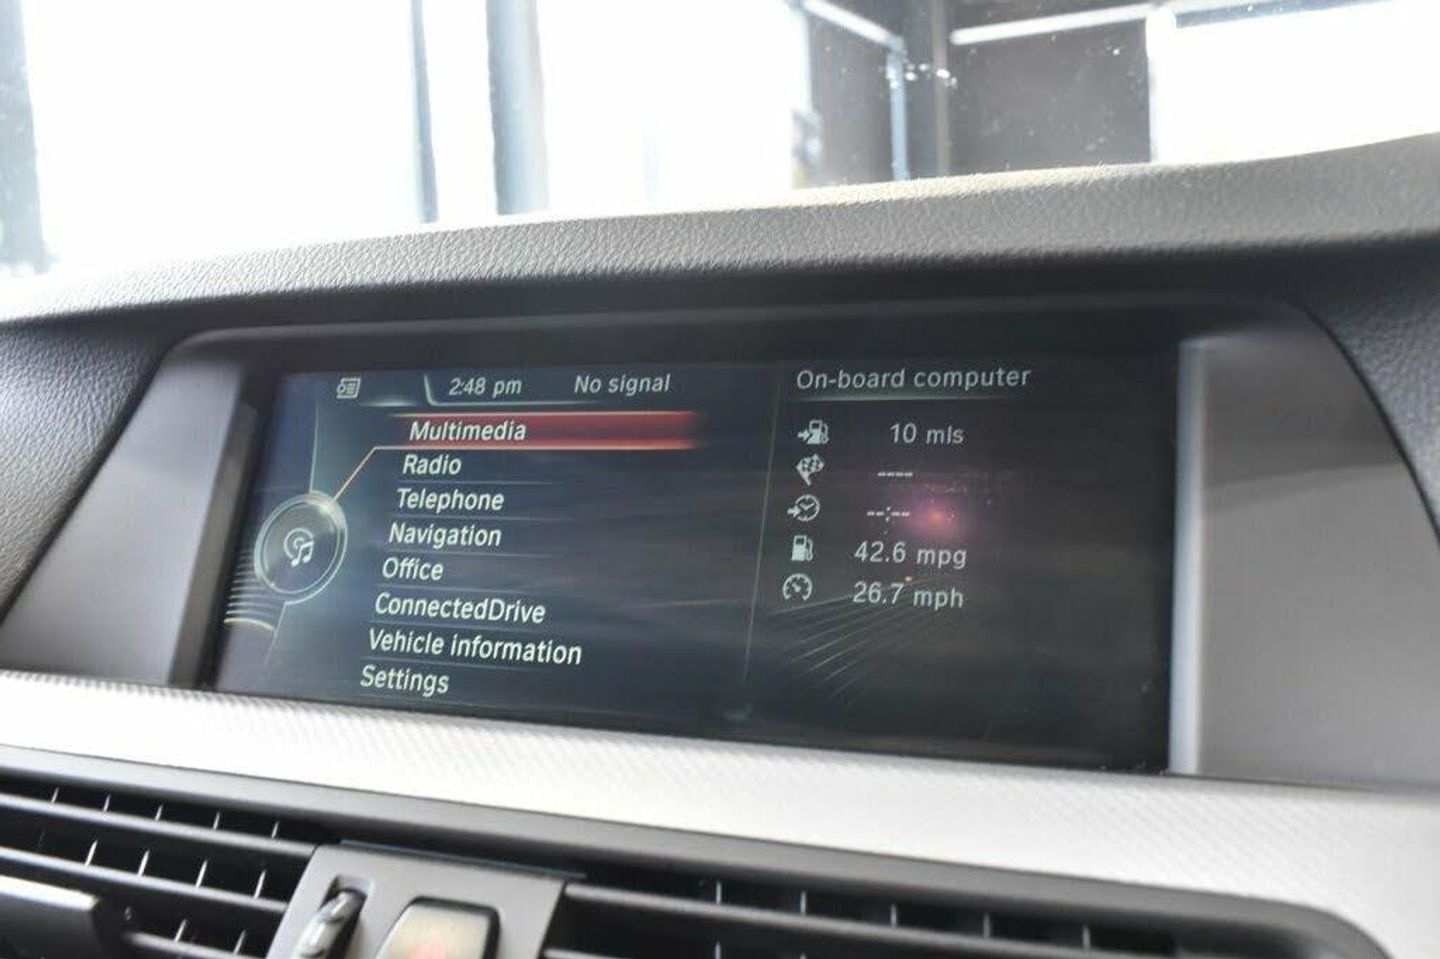 2:48 pm No signal
Multimedia
Radio
Telephone
Navigation
Office
ConnectedDrive
Vehicle information
Settings
On-board computer
10 mls
----
--:--
42.6 mpg
26.7 mph